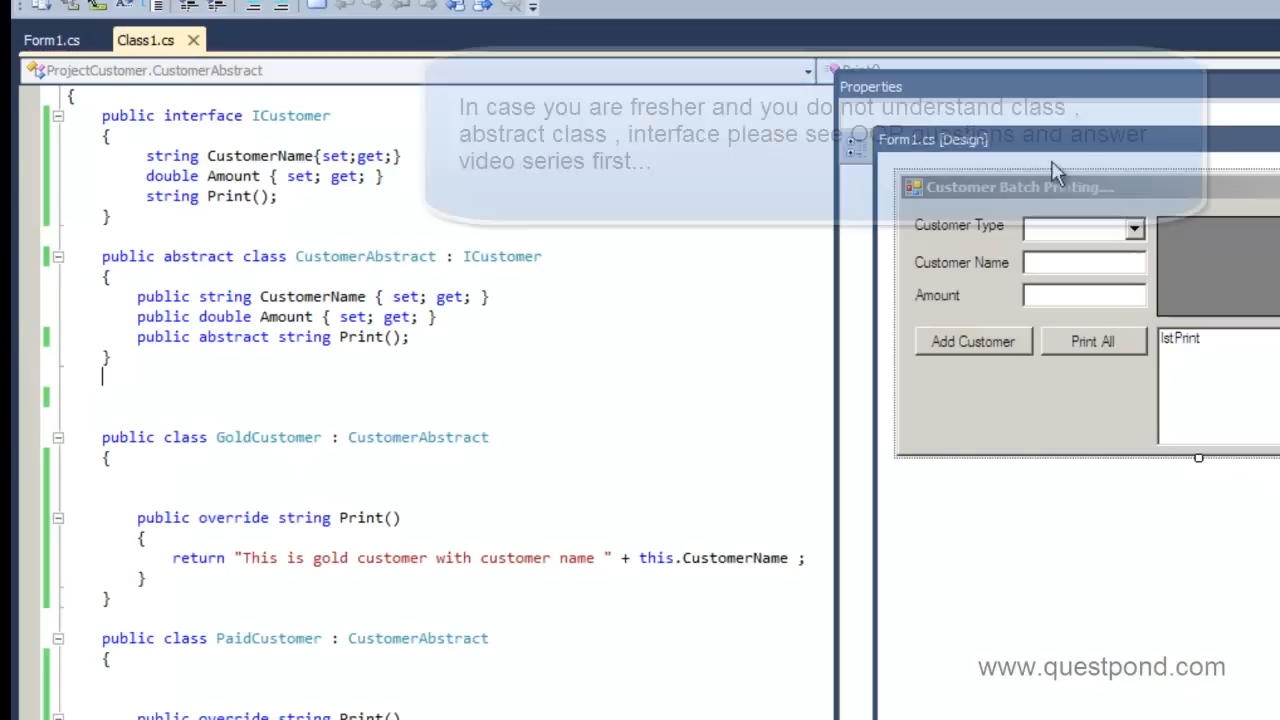 Form1.cs
Class1.cs
ProjectCustomer.CustomerAbstract
Print()
{
public interface ICustomer
{
string CustomerName{set;get;}
double Amount { set; get; }
string Print();
}
public abstract class CustomerAbstract : ICustomer
{
public string CustomerName { set; get; }
public double Amount { set; get; }
public abstract string Print();
}
public class GoldCustomer : CustomerAbstract
{
public override string Print()
{
return "This is gold customer with customer name " + this.CustomerName ;
}
}
public class PaidCustomer : CustomerAbstract
{
public override string Print()
In case you are fresher and you do not understand class ,
abstract class , interface please see OOP questions and answer
video series first...
Properties
Form1.cs [Design]
Customer Batch Printing....
Customer Type
Customer Name
Amount
Add Customer
Print All
lstPrint
www.questpond.com